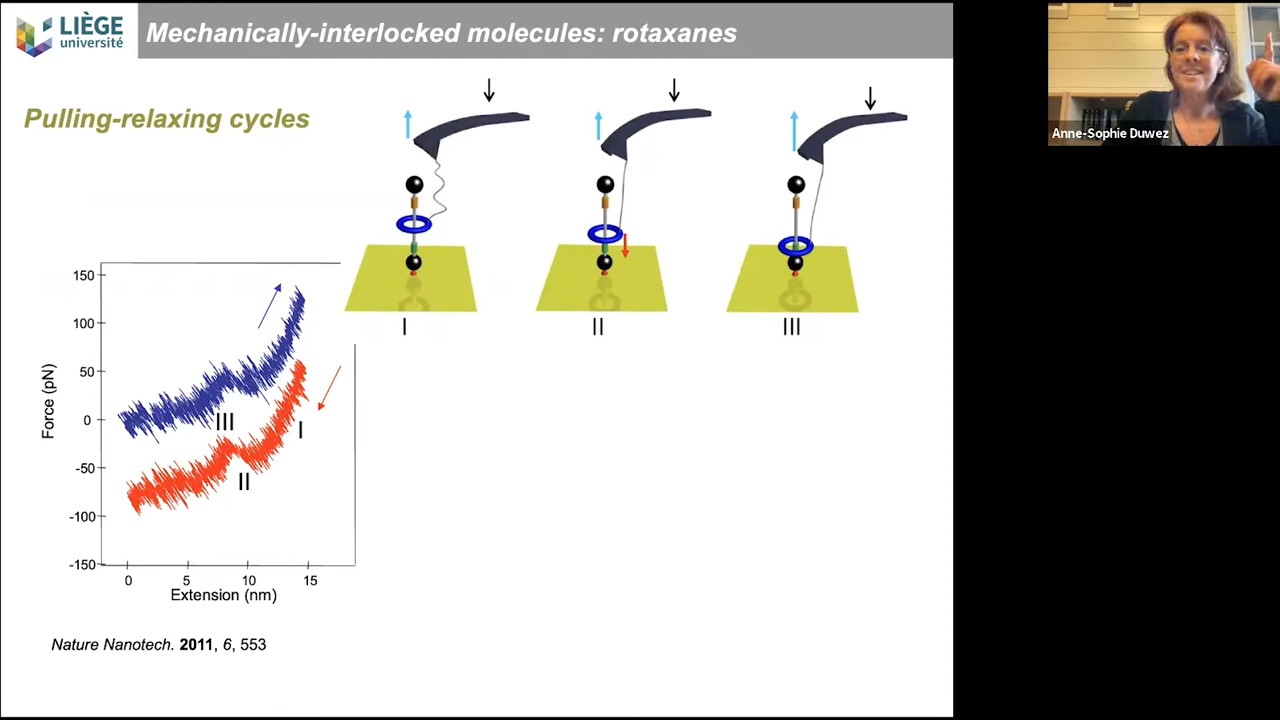 LIÈGE
université
Mechanically-interlocked molecules: rotaxanes
Anne-Sophie Duwez
Pulling-relaxing cycles
I
II
III
150
100
50
0
-50
-100
-150
Force (pN)
III
I
II
0
5
10
15
Extension (nm)
Nature Nanotech. 2011, 6, 553